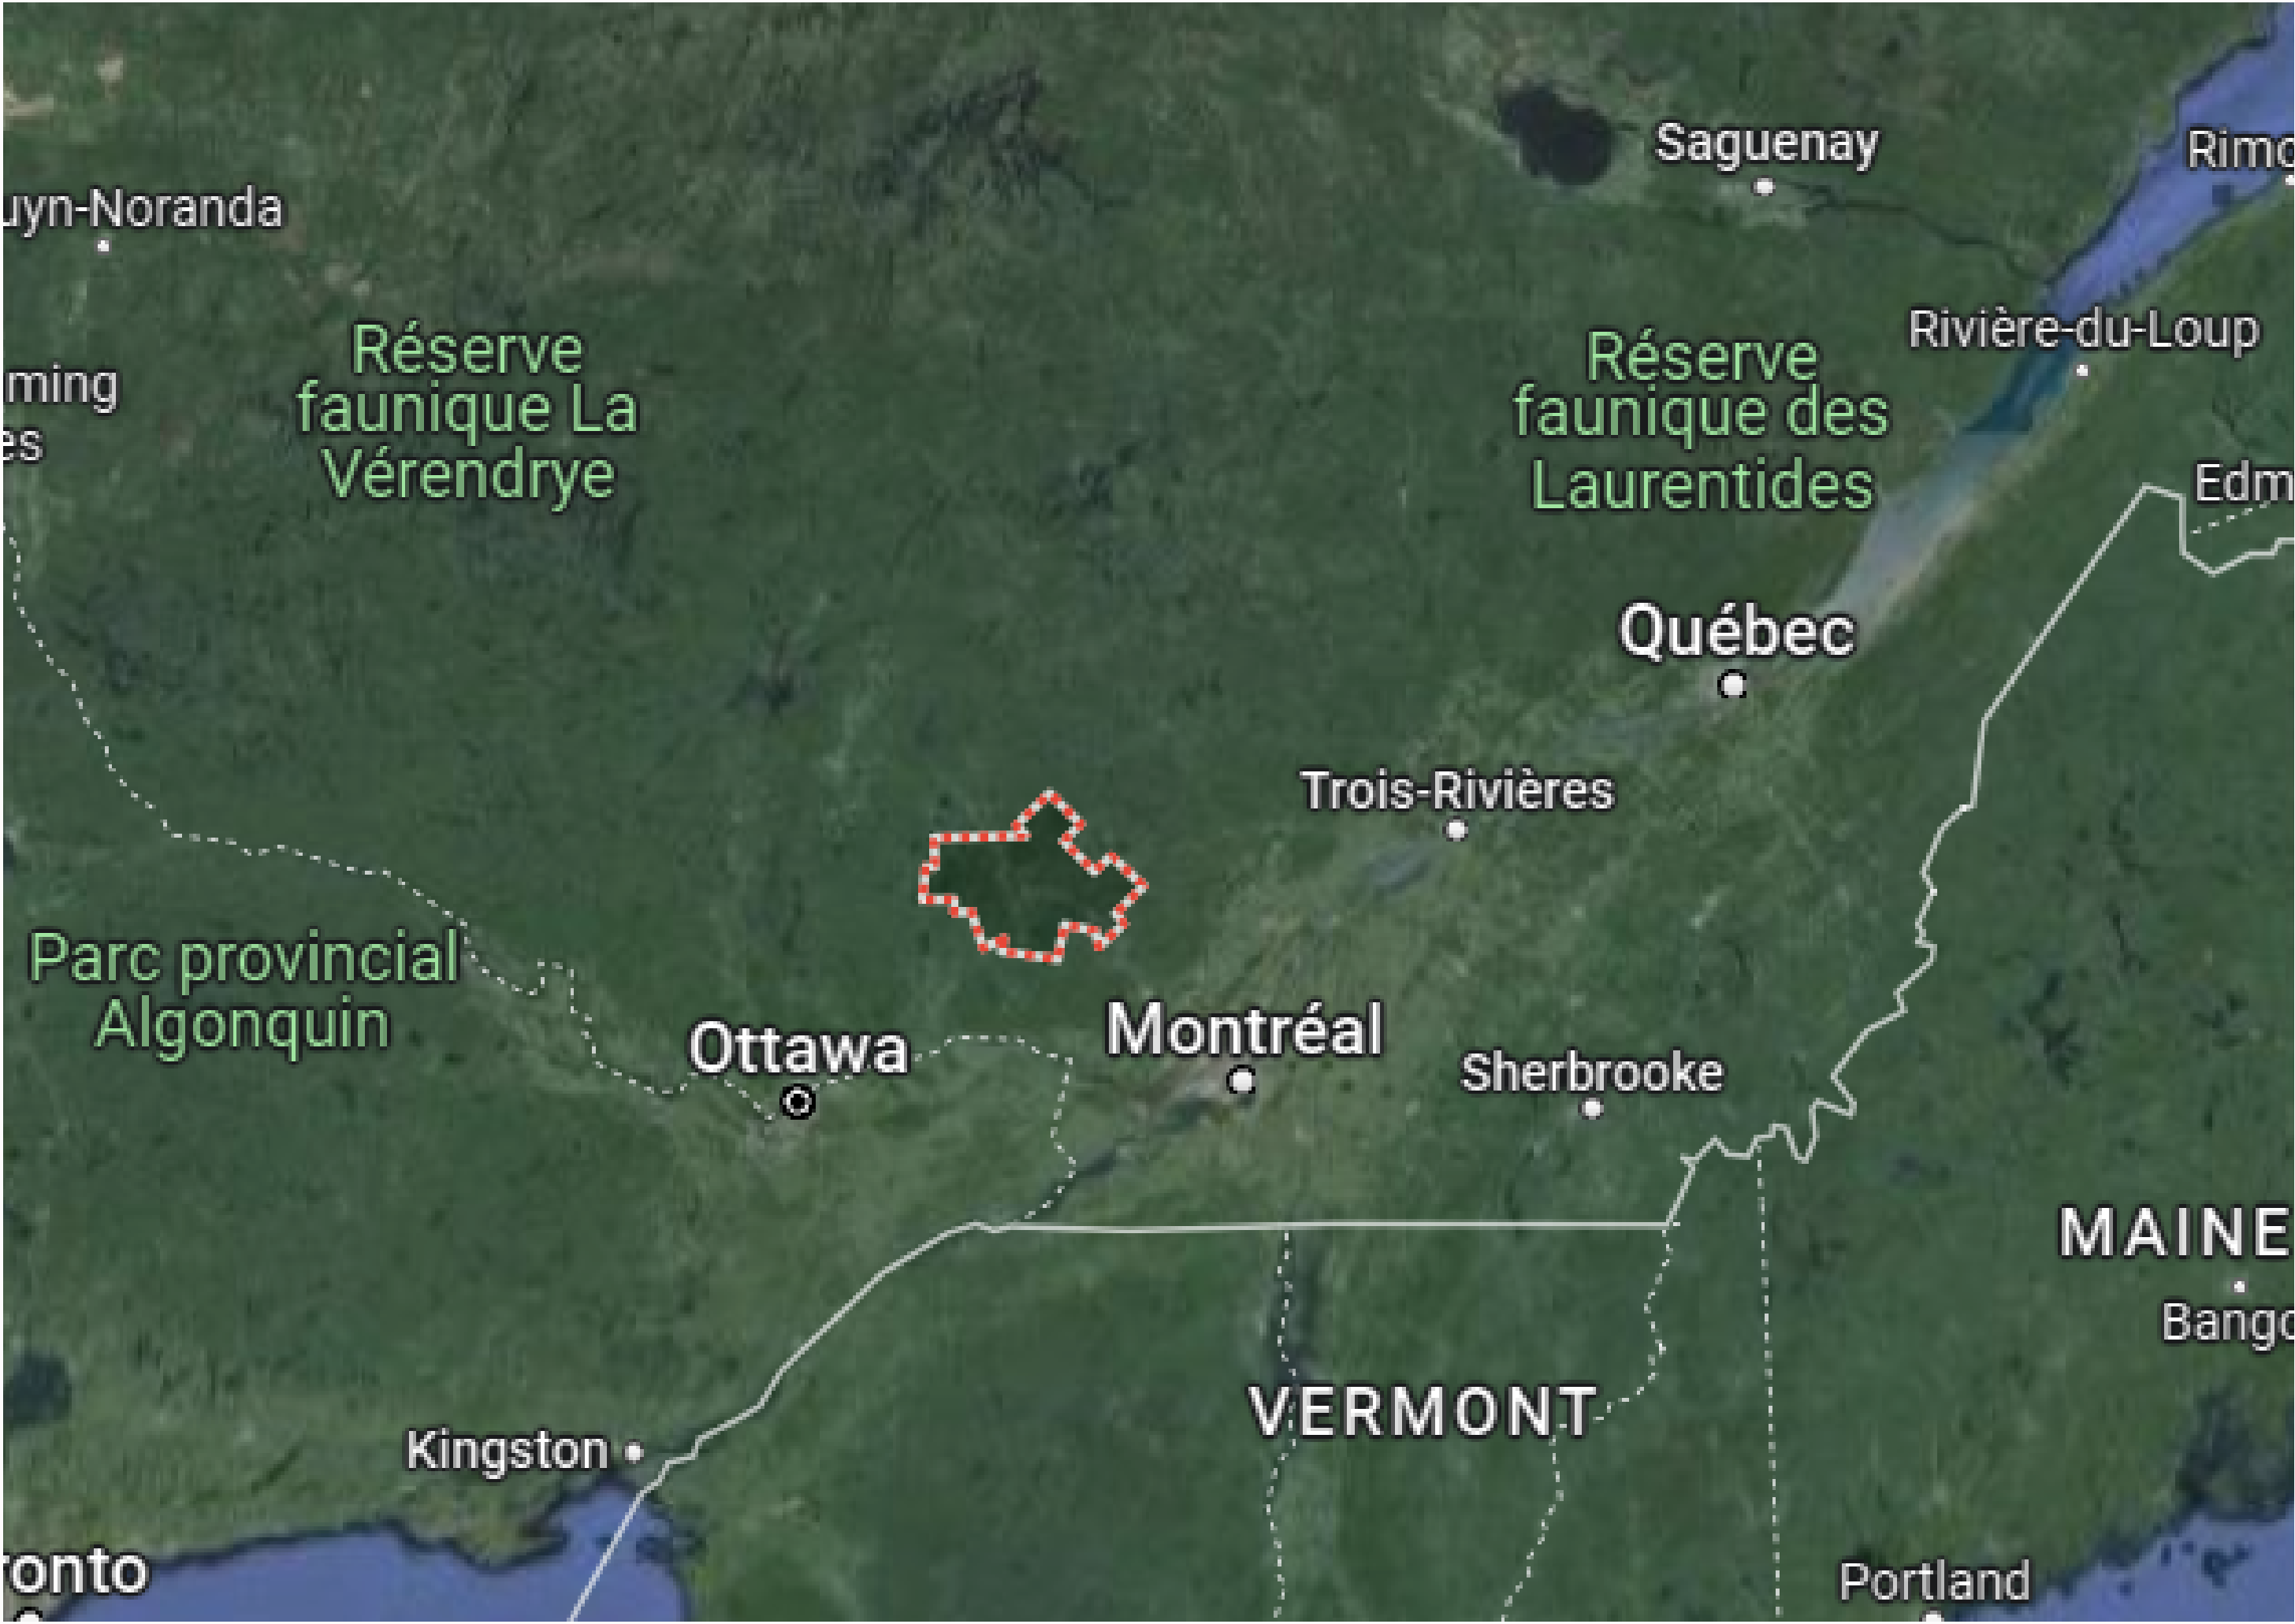 Saguenay
Rimo
uyn-Noranda
Rivière-du-Loup
Réserve
faunique La
Vérendrye
Réserve
faunique des
Laurentides
ming
es
Edm
Québec
Trois-Rivières
Parc provincial
Algonquin
Ottawa
Montréal
Sherbrooke
MAINE
Bango
VERMONT
Kingston
ronto
Portland